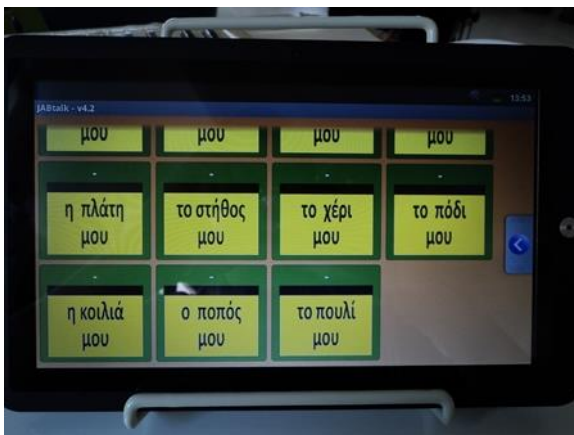 13:53
JABtalk - v4.2
μου μου μου μου
η πλάτη το στήθος το χέρι το πόδι
μου μου μου μου
η κοιλιά ο ποπός το πουλί
μου μου μου